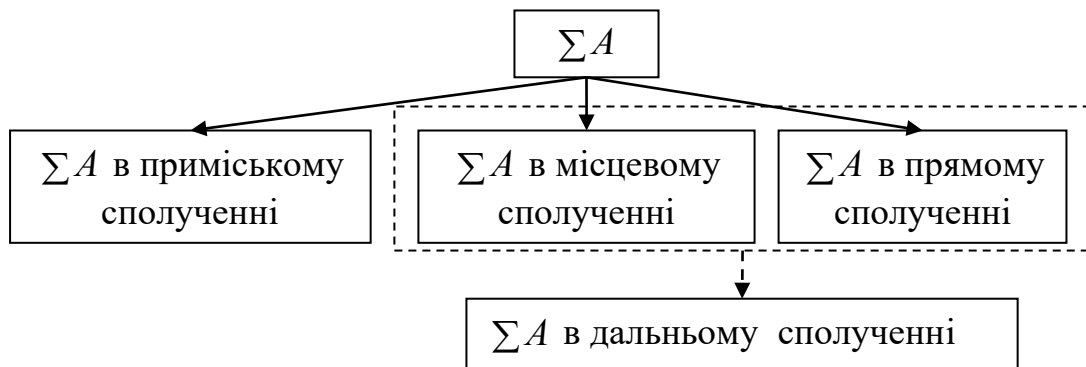 ∑ A
∑ A в приміському
сполученні
∑ A в місцевому
сполученні
∑ A в прямому
сполученні
∑ A в дальньому сполученні